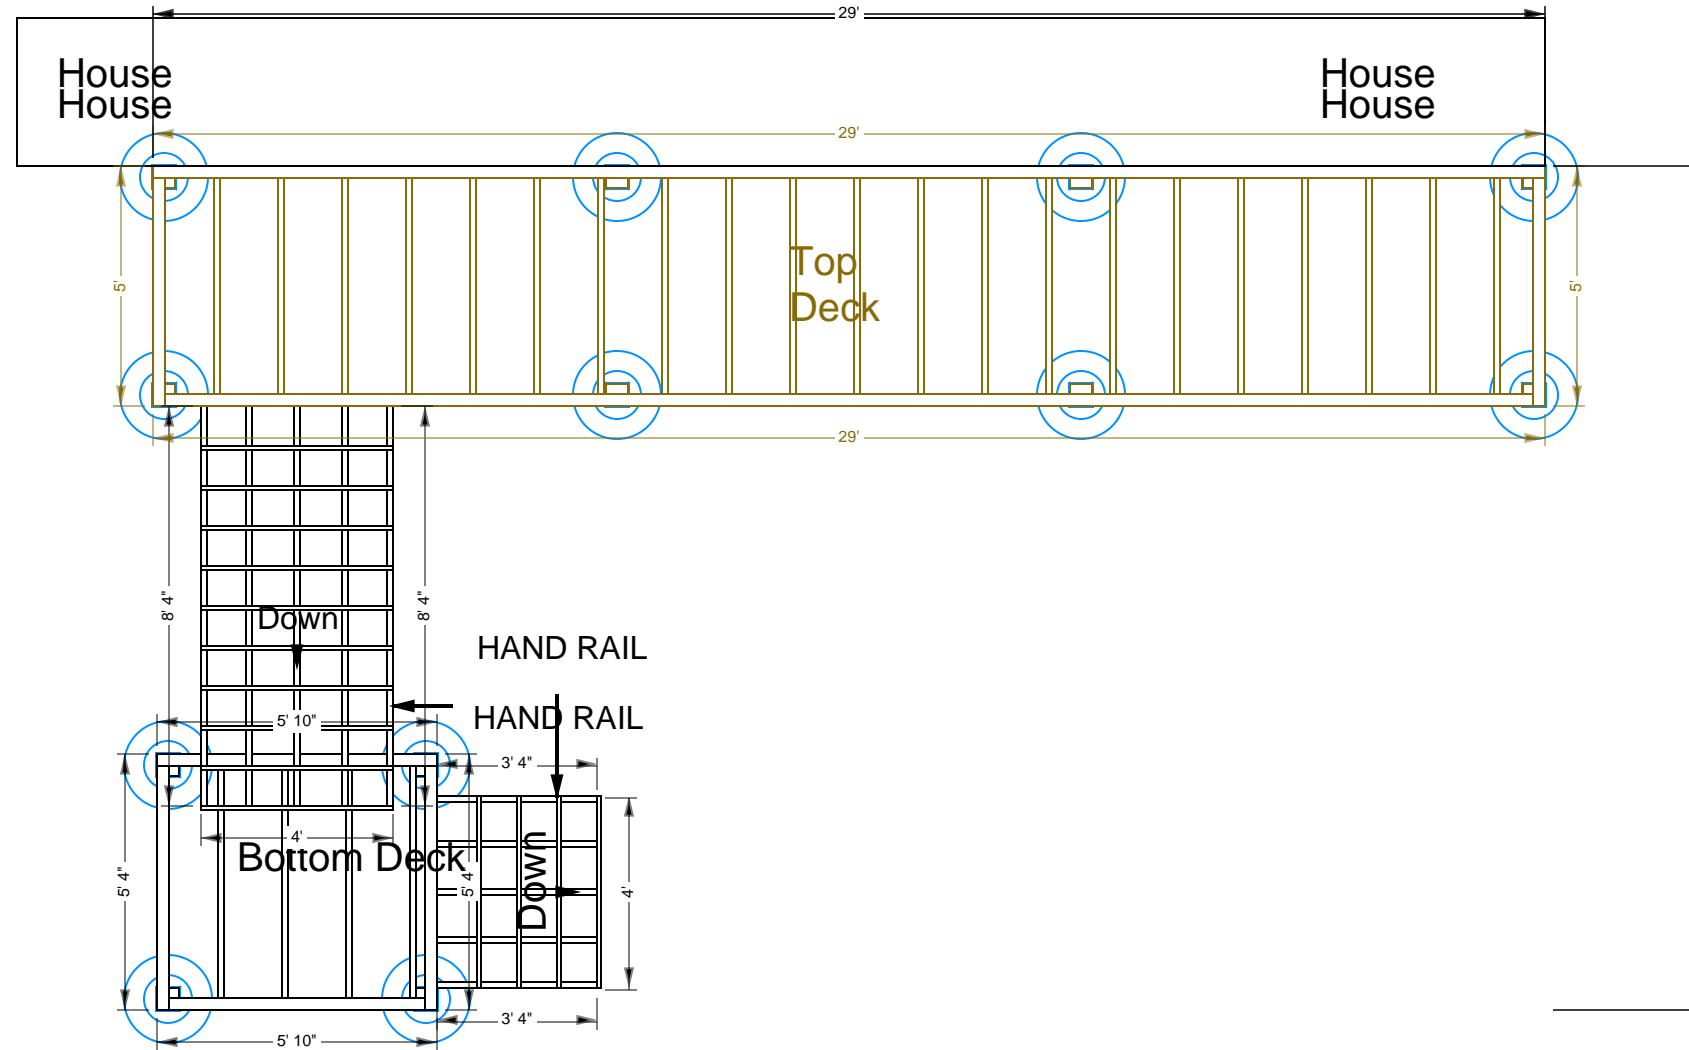 29'
House
House
House
House
29'
5'
5'
Top
Deck
29'
8' 4"
8' 4"
Down
HAND RAIL
HAND RAIL
5' 10"
3' 4"
4'
Bottom Deck
5' 4"
5' 4"
Down
4'
3' 4"
5' 10"